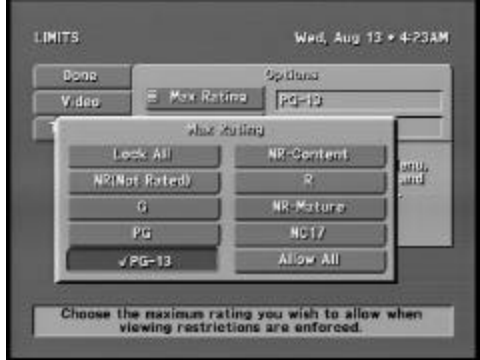 LIMITS
Wed, Aug 13 • 4:23AM
Done
Options
Video
Max Rating
PG-13
Max Rating
Lock All
NR-Content
NR(Not Rated)
R
G
NR-Mature
PG
NC17
✓PG-13
Allow All
enu,
and
Choose the maximum rating you wish to allow when
viewing restrictions are enforced.